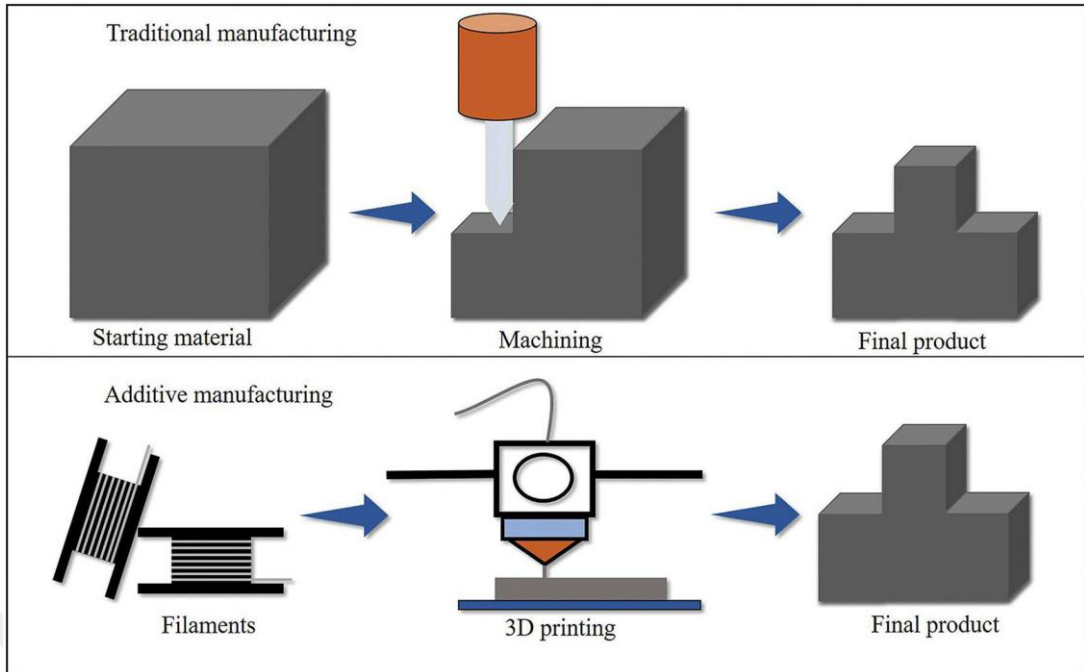 Traditional manufacturing
Starting material
Machining
Final product
Additive manufacturing
Filaments
3D printing
Final product